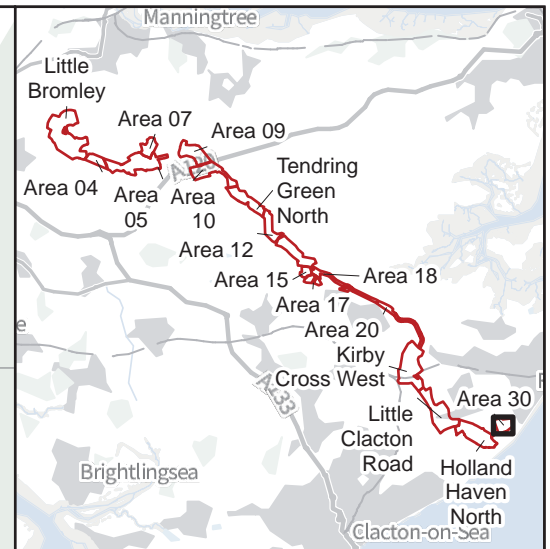 Manningtree
Little
Bromley
Area 07
Area 09
A120
Tendring
Green
North
Area 04
Area
05
Area
10
Area 12
Area 15
Area 18
Area 17
Area 20
Kirby
Cross West
A133
Area 30
Little
Clacton
Road
Holland
Haven
North
Brightlingsea
Clacton-on-Sea